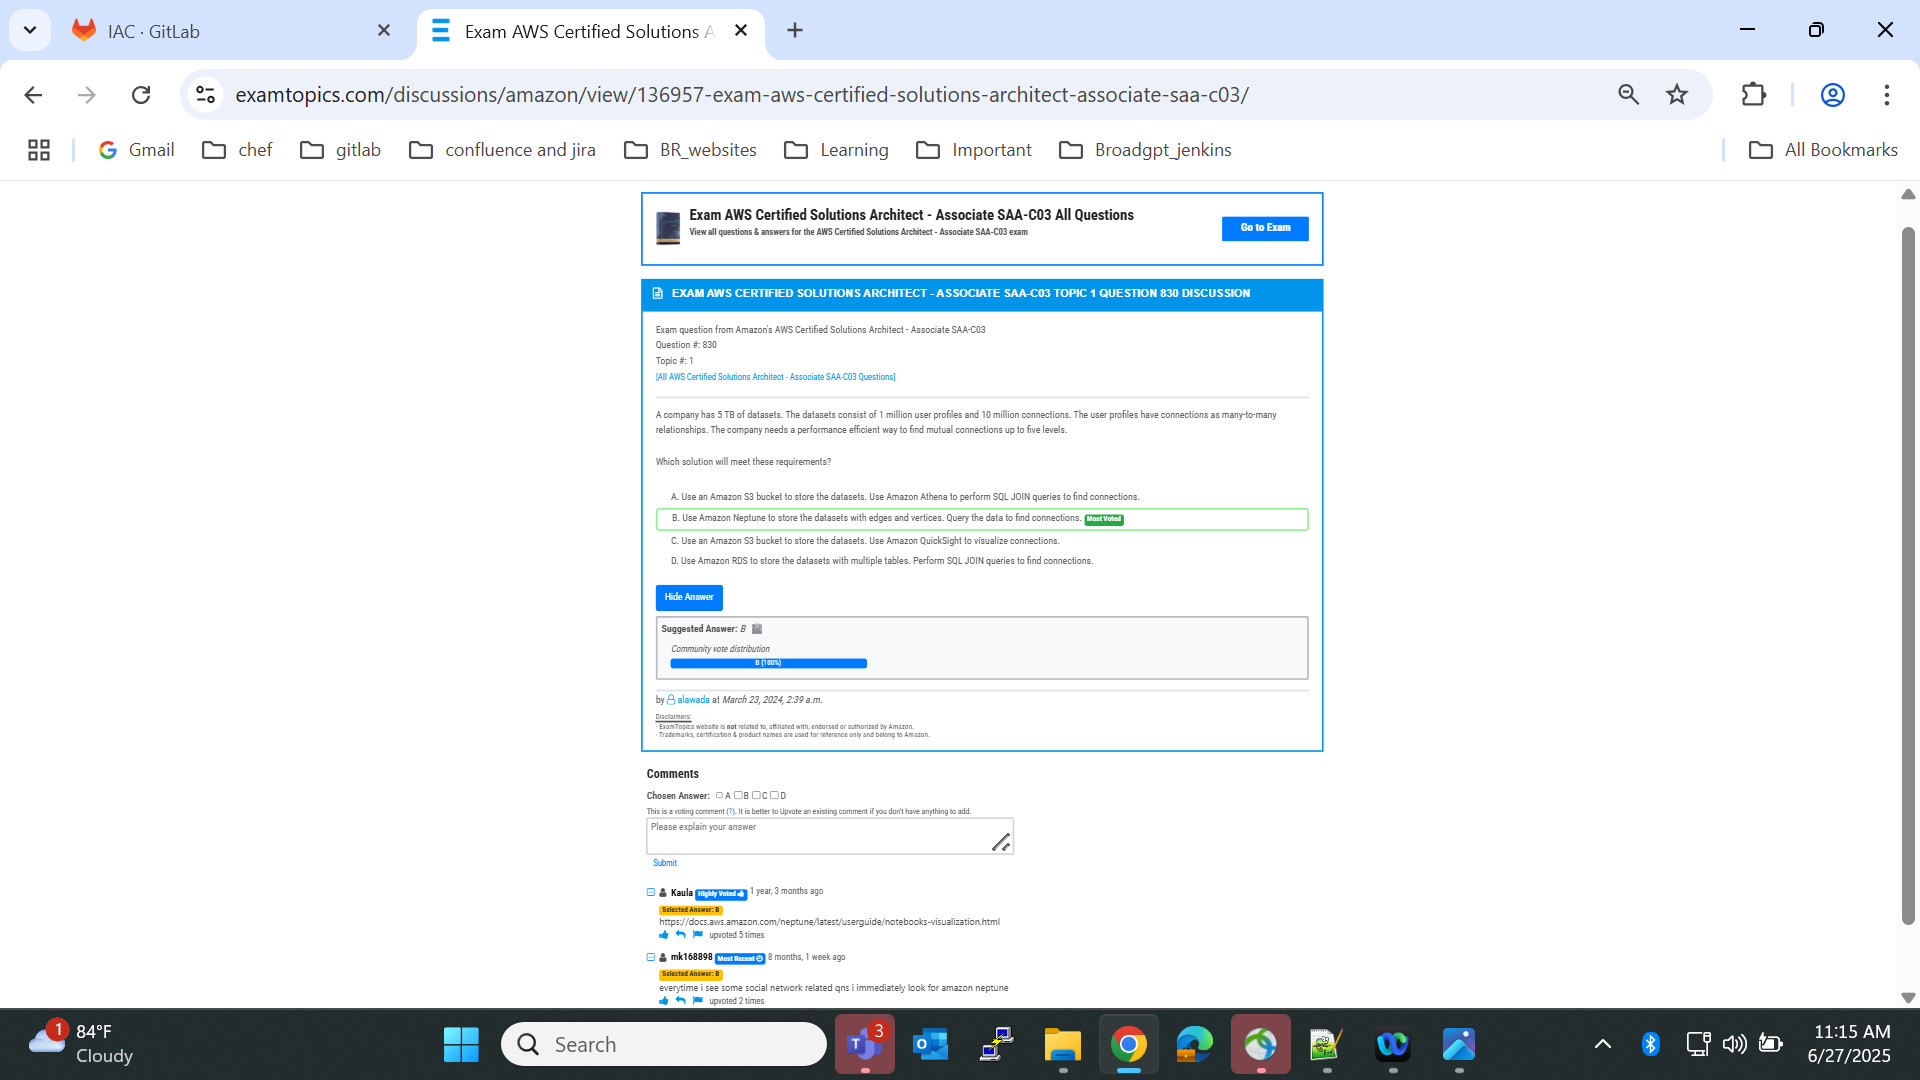 IAC · GitLab
Exam AWS Certified Solutions A
examtopics.com/discussions/amazon/view/136957-exam-aws-certified-solutions-architect-associate-saa-c03/
Gmail
chef
gitlab
confluence and jira
BR_websites
Learning
Important
Broadgpt_jenkins
All Bookmarks
Exam AWS Certified Solutions Architect - Associate SAA-C03 All Questions
View all questions & answers for the AWS Certified Solutions Architect - Associate SAA-C03 exam
Go to Exam
EXAM AWS CERTIFIED SOLUTIONS ARCHITECT - ASSOCIATE SAA-C03 TOPIC 1 QUESTION 830 DISCUSSION
Exam question from Amazon's AWS Certified Solutions Architect - Associate SAA-C03
Question #: 830
Topic #: 1
[All AWS Certified Solutions Architect - Associate SAA-C03 Questions]
A company has 5 TB of datasets. The datasets consist of 1 million user profiles and 10 million connections. The user profiles have connections as many-to-many
relationships. The company needs a performance efficient way to find mutual connections up to five levels.
Which solution will meet these requirements?
A. Use an Amazon S3 bucket to store the datasets. Use Amazon Athena to perform SQL JOIN queries to find connections.
B. Use Amazon Neptune to store the datasets with edges and vertices. Query the data to find connections. Most Voted
C. Use an Amazon S3 bucket to store the datasets. Use Amazon QuickSight to visualize connections.
D. Use Amazon RDS to store the datasets with multiple tables. Perform SQL JOIN queries to find connections.
Hide Answer
Suggested Answer: B
Community vote distribution
B (100%)
by alawada at March 23, 2024, 2:39 a.m.
Disclaimers:
- ExamTopics website is not related to, affiliated with, endorsed or authorized by Amazon.
- Trademarks, certification & product names are used for reference only and belong to Amazon.
Comments
Chosen Answer: A B C D
This is a voting comment (?). It is better to Upvote an existing comment if you don't have anything to add.
Please explain your answer
Submit
Kaula Highly Voted 1 year, 3 months ago
Selected Answer: B
https://docs.aws.amazon.com/neptune/latest/userguide/notebooks-visualization.html
upvoted 5 times
mk168898 Most Recent 8 months, 1 week ago
Selected Answer: B
everytime i see some social network related qns i immediately look for amazon neptune
upvoted 2 times
1
84°F
Cloudy
Search
3
11:15 AM
6/27/2025